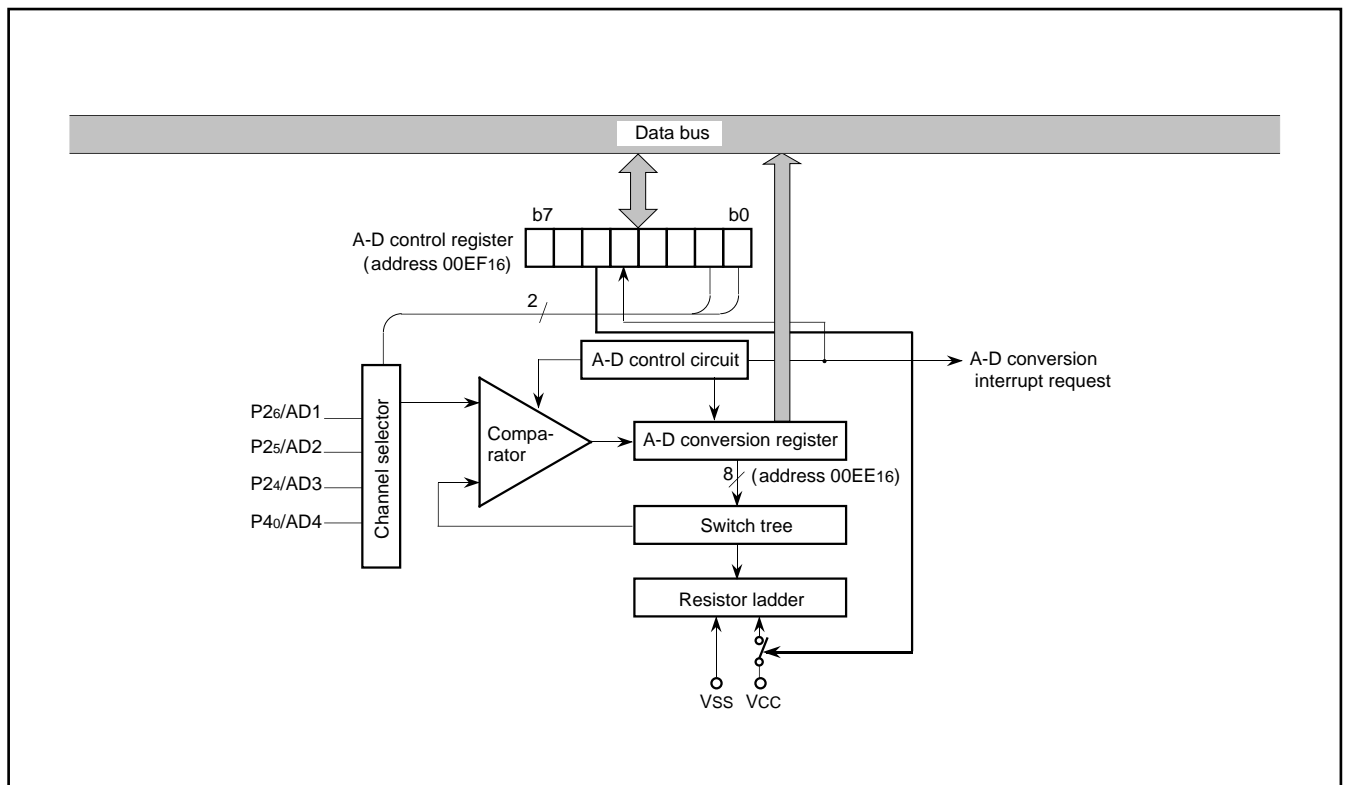 Data bus
b7 b0
A-D control register
(address 00EF16)
2
A-D control circuit
A-D conversion
interrupt request
P26/AD1
P25/AD2
P24/AD3
P40/AD4
Channel selector
Compa-
rator
A-D conversion register
8 (address 00EE16)
Switch tree
Resistor ladder
VSS VCC